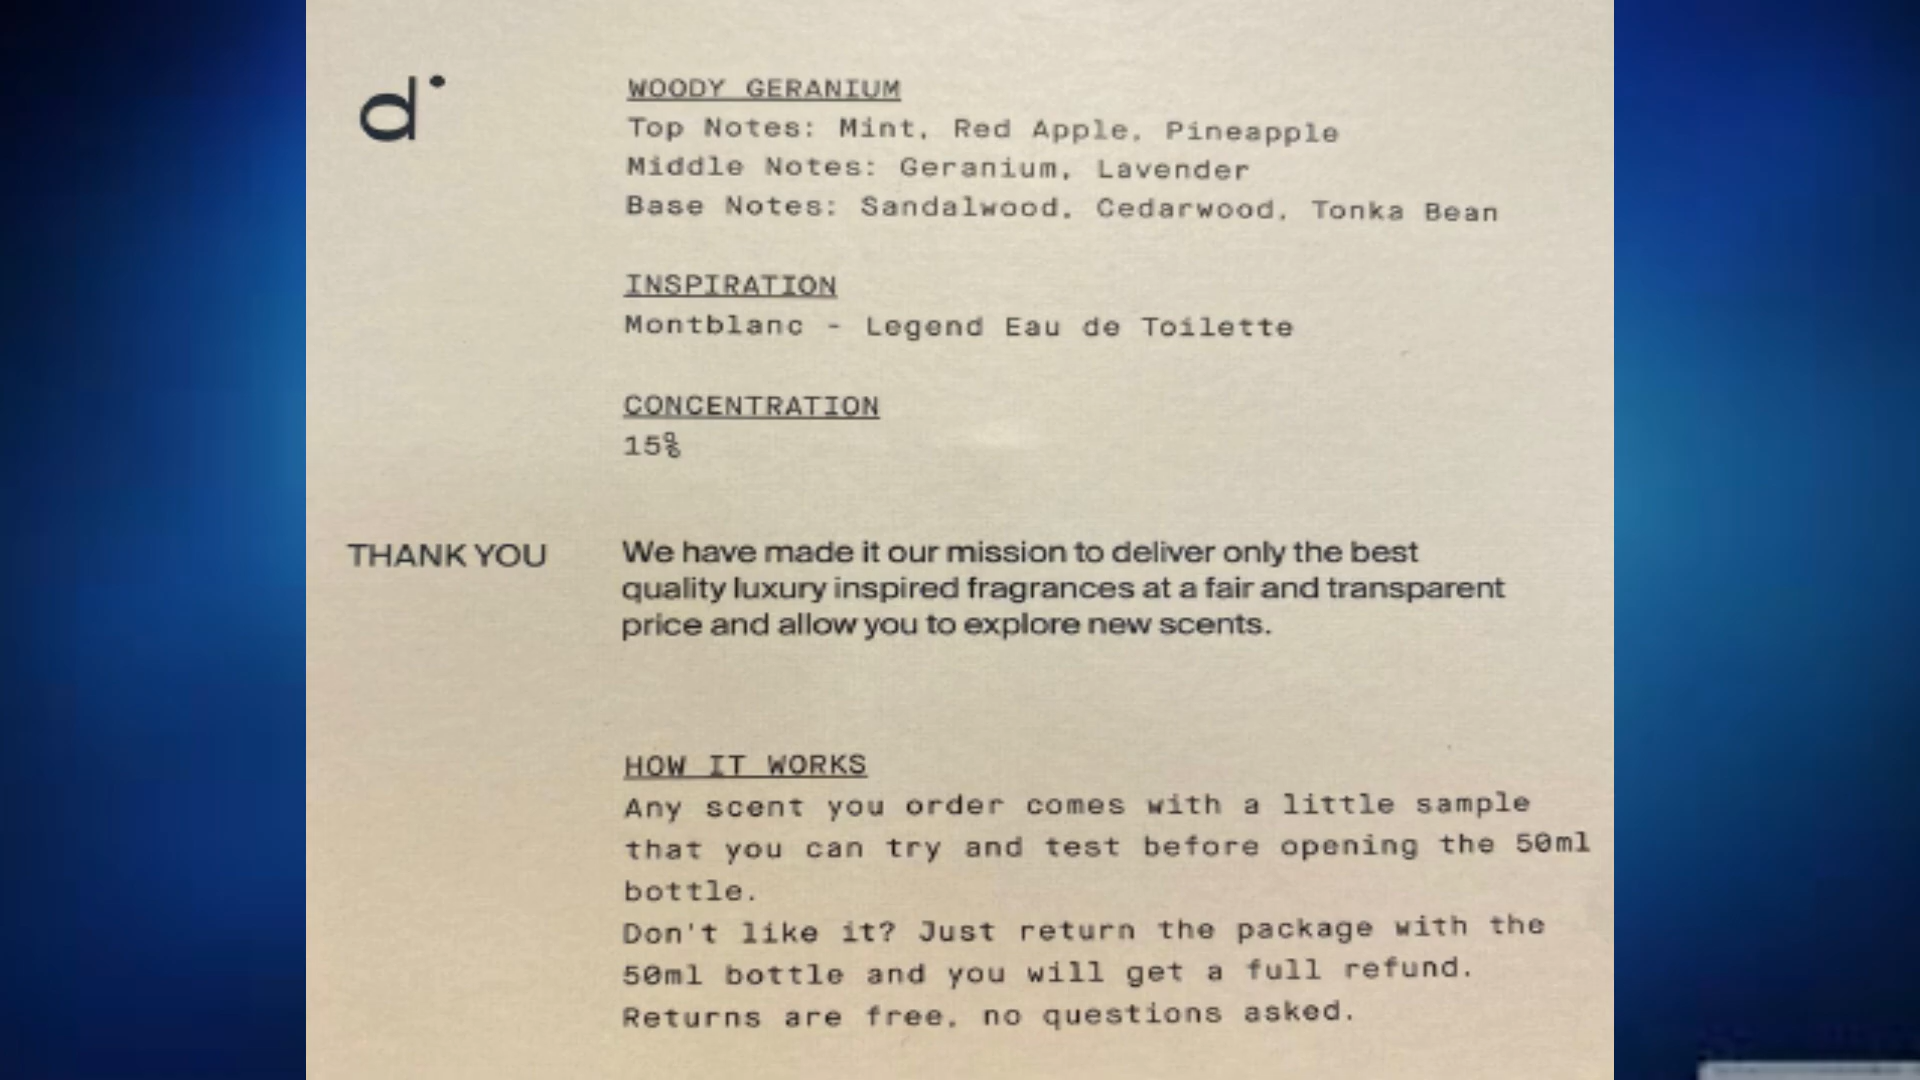 d·
WOODY GERANIUM
Top Notes: Mint, Red Apple, Pineapple
Middle Notes: Geranium, Lavender
Base Notes: Sandalwood, Cedarwood, Tonka Bean
INSPIRATION
Montblanc - Legend Eau de Toilette
CONCENTRATION
15%
THANK YOU
We have made it our mission to deliver only the best
quality luxury inspired fragrances at a fair and transparent
price and allow you to explore new scents.
HOW IT WORKS
Any scent you order comes with a little sample
that you can try and test before opening the 50ml
bottle.
Don't like it? Just return the package with the
50ml bottle and you will get a full refund.
Returns are free, no questions asked.